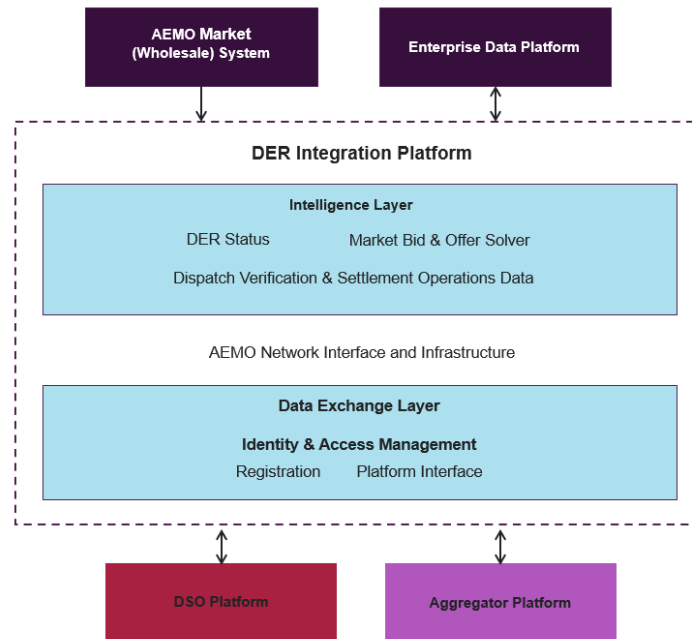 AEMO Market
(Wholesale) System
Enterprise Data Platform
DER Integration Platform
Intelligence Layer
DER Status
Market Bid & Offer Solver
Dispatch Verification & Settlement Operations Data
AEMO Network Interface and Infrastructure
Data Exchange Layer
Identity & Access Management
Registration
Platform Interface
DSO Platform
Aggregator Platform